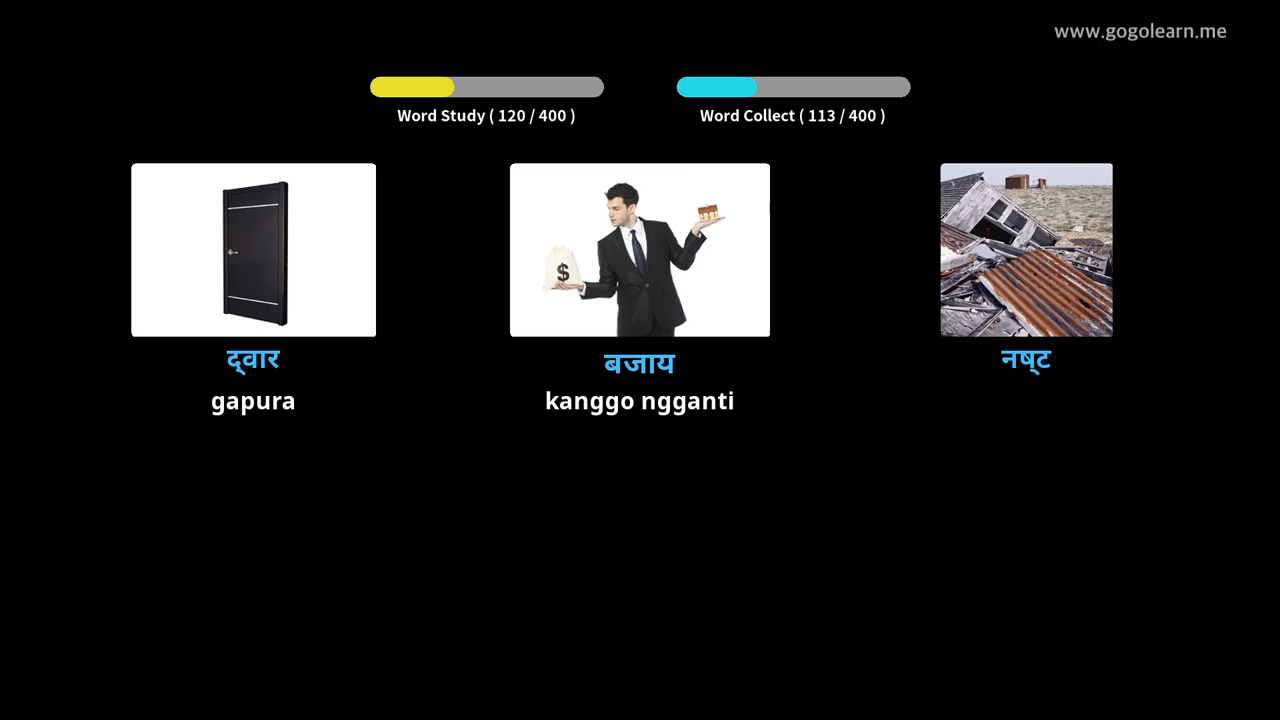 www.gogolearn.me
Word Study ( 120 / 400 )
Word Collect ( 113 / 400 )
$
द्वार
बजाय
नष्ट
gapura
kanggo ngganti